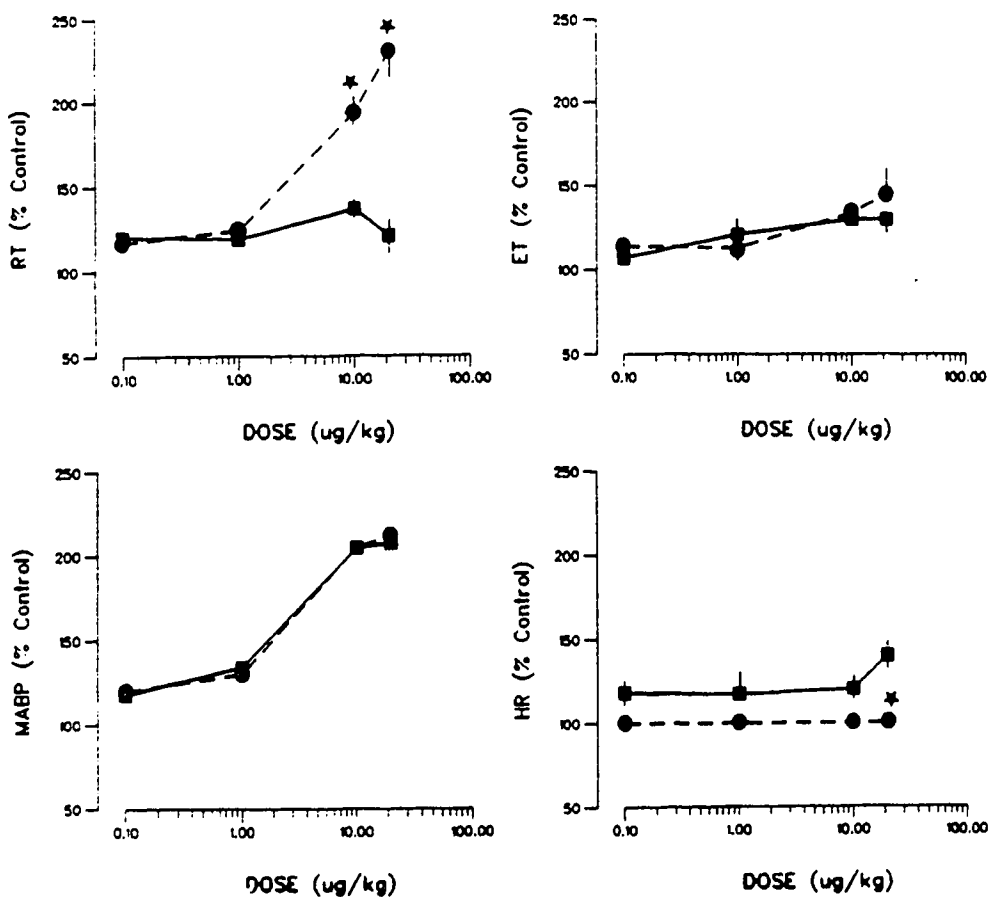 250
200
150
100
50
RT (% Control)
0.10 1.00 10.00 100.00
DOSE (ug/kg)
250
200
150
100
50
ET (% Control)
0.10 1.00 10.00 100.00
DOSE (ug/kg)
250
200
150
100
50
MABP (% Control)
0.10 1.00 10.00 100.00
DOSE (ug/kg)
250
200
150
100
50
HR (% Control)
0.10 1.00 10.00 100.00
DOSE (ug/kg)